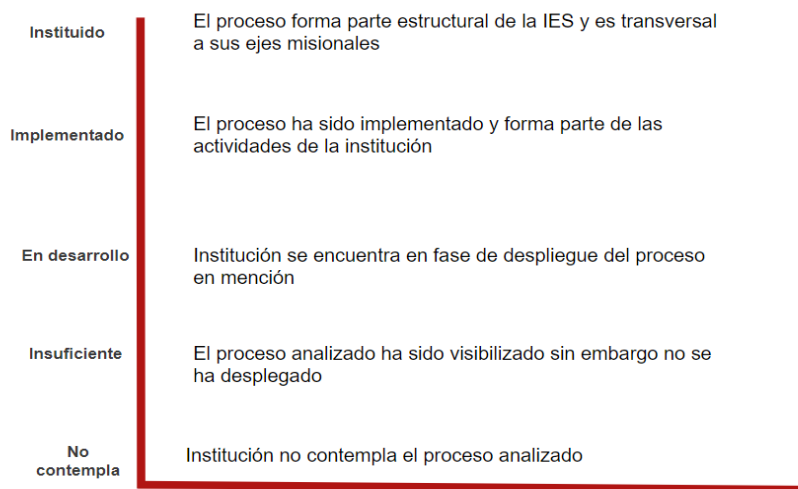 Instituido
El proceso forma parte estructural de la IES y es transversal
a sus ejes misionales
Implementado
El proceso ha sido implementado y forma parte de las
actividades de la institución
En desarrollo
Institución se encuentra en fase de despliegue del proceso
en mención
Insuficiente
El proceso analizado ha sido visibilizado sin embargo no se
ha desplegado
No
contempla
Institución no contempla el proceso analizado